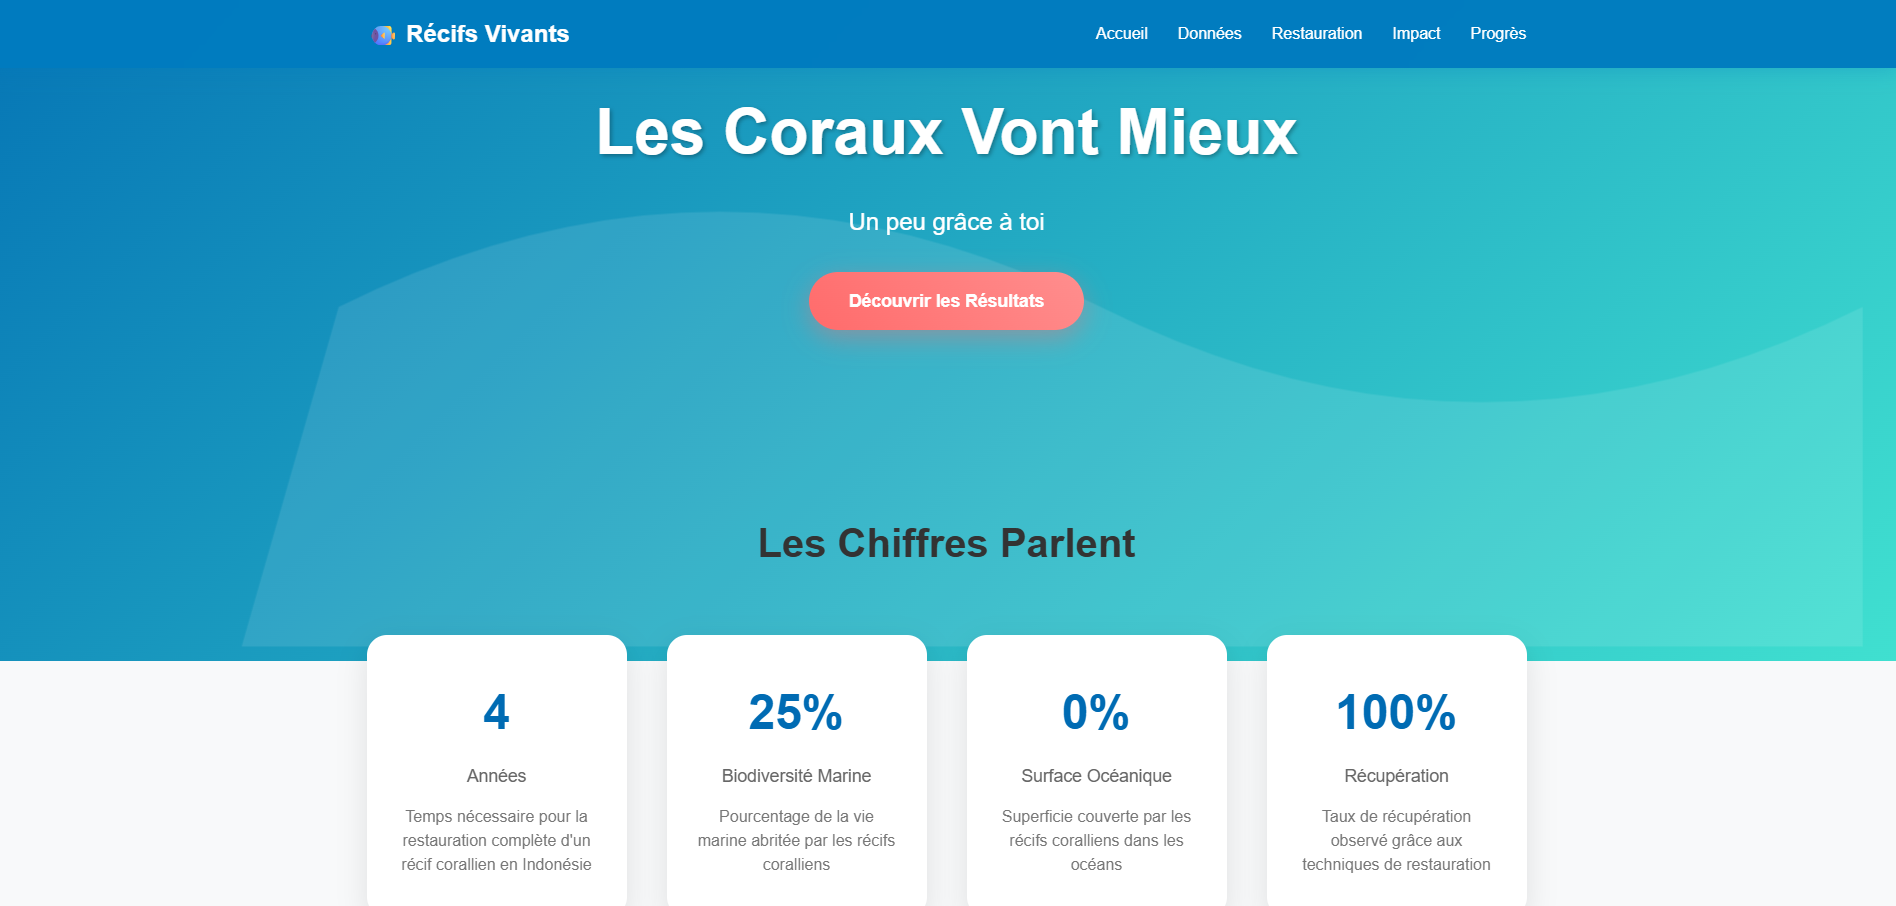 Récifs Vivants
Accueil Données Restauration Impact Progrès
Les Coraux Vont Mieux
Un peu grâce à toi
Découvrir les Résultats
Les Chiffres Parlent
4
Années
Temps nécessaire pour la
restauration complète d'un
récif corallien en Indonésie
25%
Biodiversité Marine
Pourcentage de la vie
marine abritée par les récifs
coralliens
0%
Surface Océanique
Superficie couverte par les
récifs coralliens dans les
océans
100%
Récupération
Taux de récupération
observé grâce aux
techniques de restauration